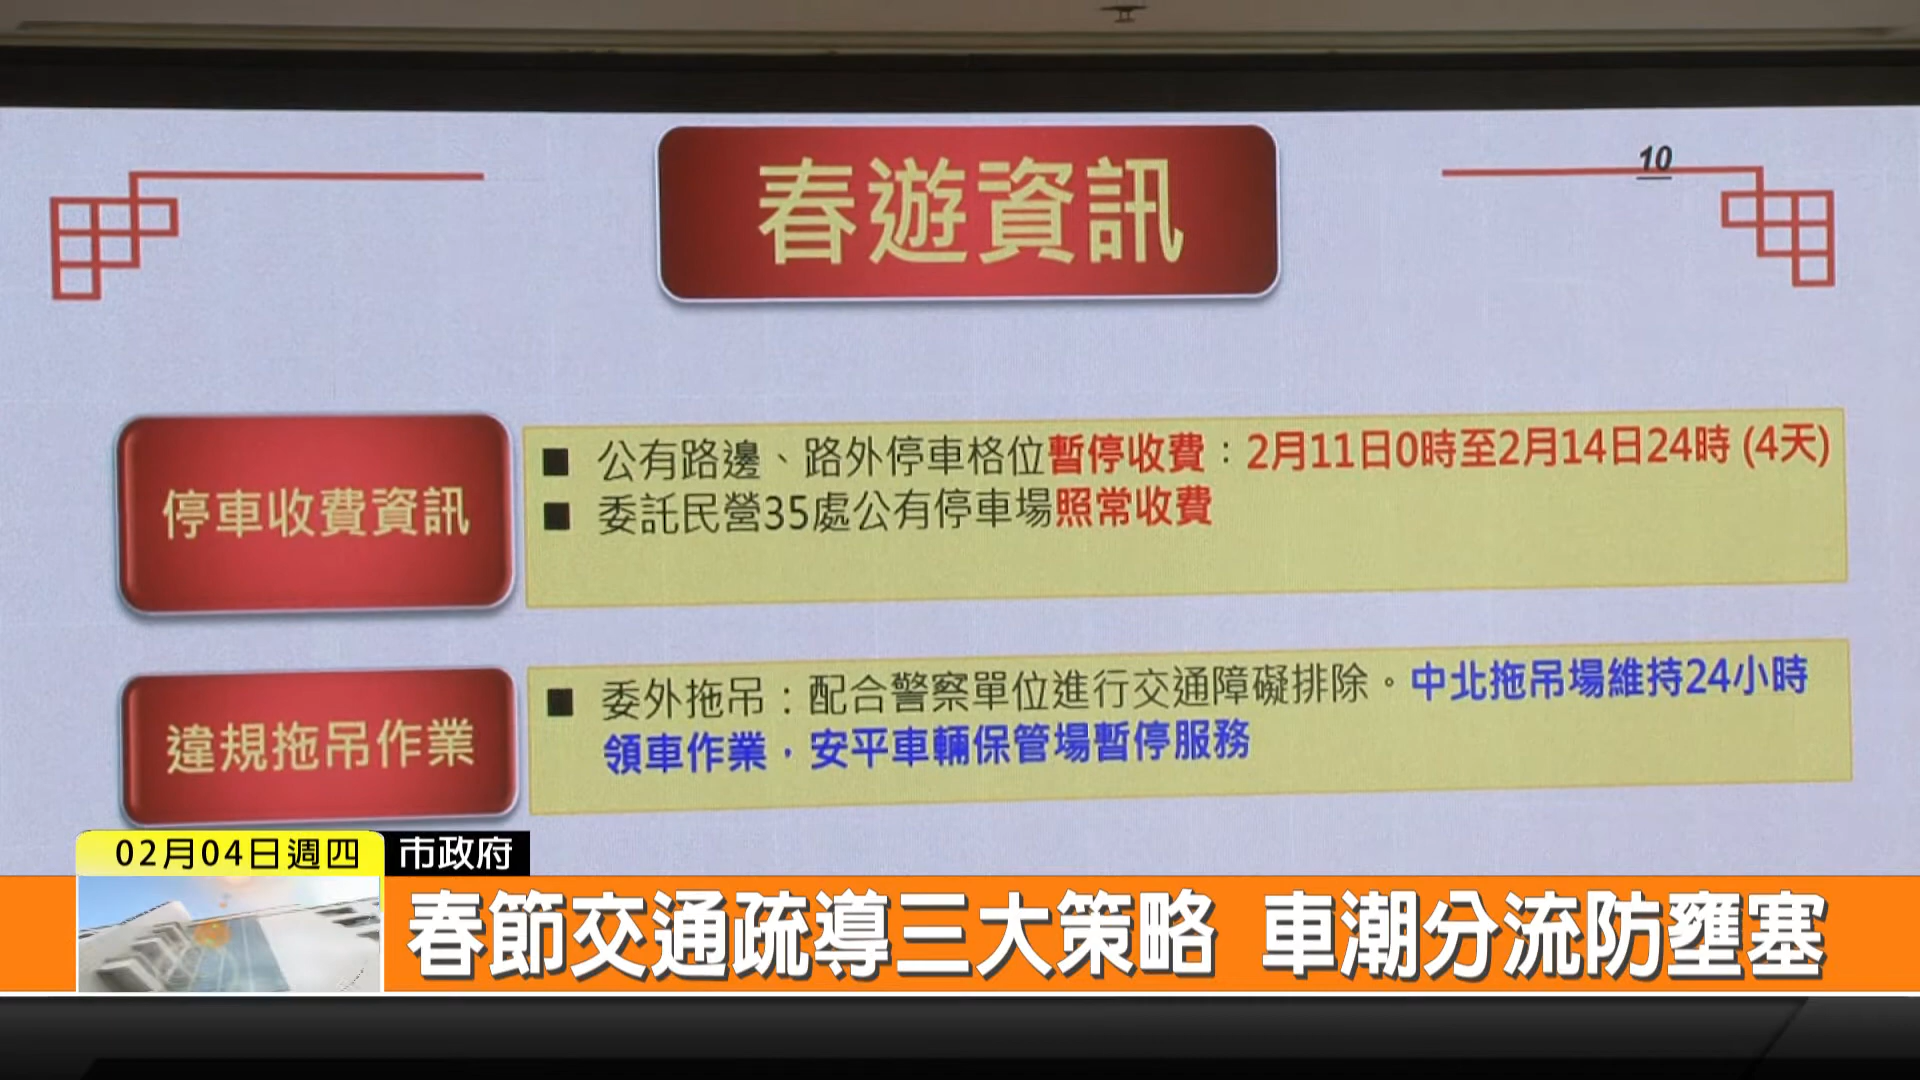 10
春遊資訊
停車收費資訊
■ 公有路邊、路外停車格位暫停收費：2月11日0時至2月14日24時 (4天)
■ 委託民營35處公有停車場照常收費
違規拖吊作業
■ 委外拖吊：配合警察單位進行交通障礙排除。中北拖吊場維持24小時
領車作業，安平車輛保管場暫停服務
02月04日週四
市政府
春節交通疏導三大策略 車潮分流防壅塞